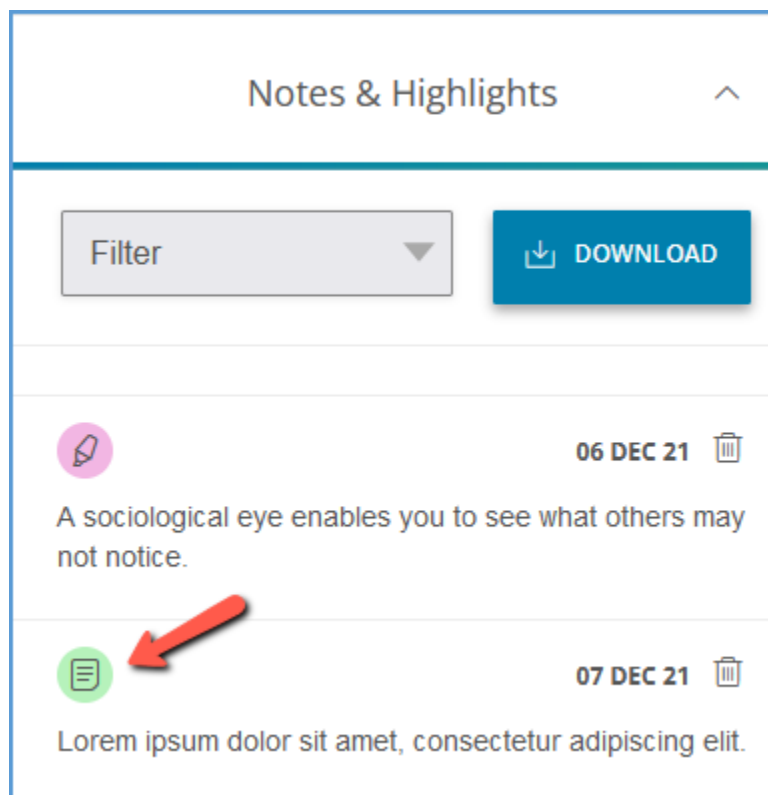 Notes & Highlights
Filter
DOWNLOAD
06 DEC 21
A sociological eye enables you to see what others may
not notice.
07 DEC 21
Lorem ipsum dolor sit amet, consectetur adipiscing elit.